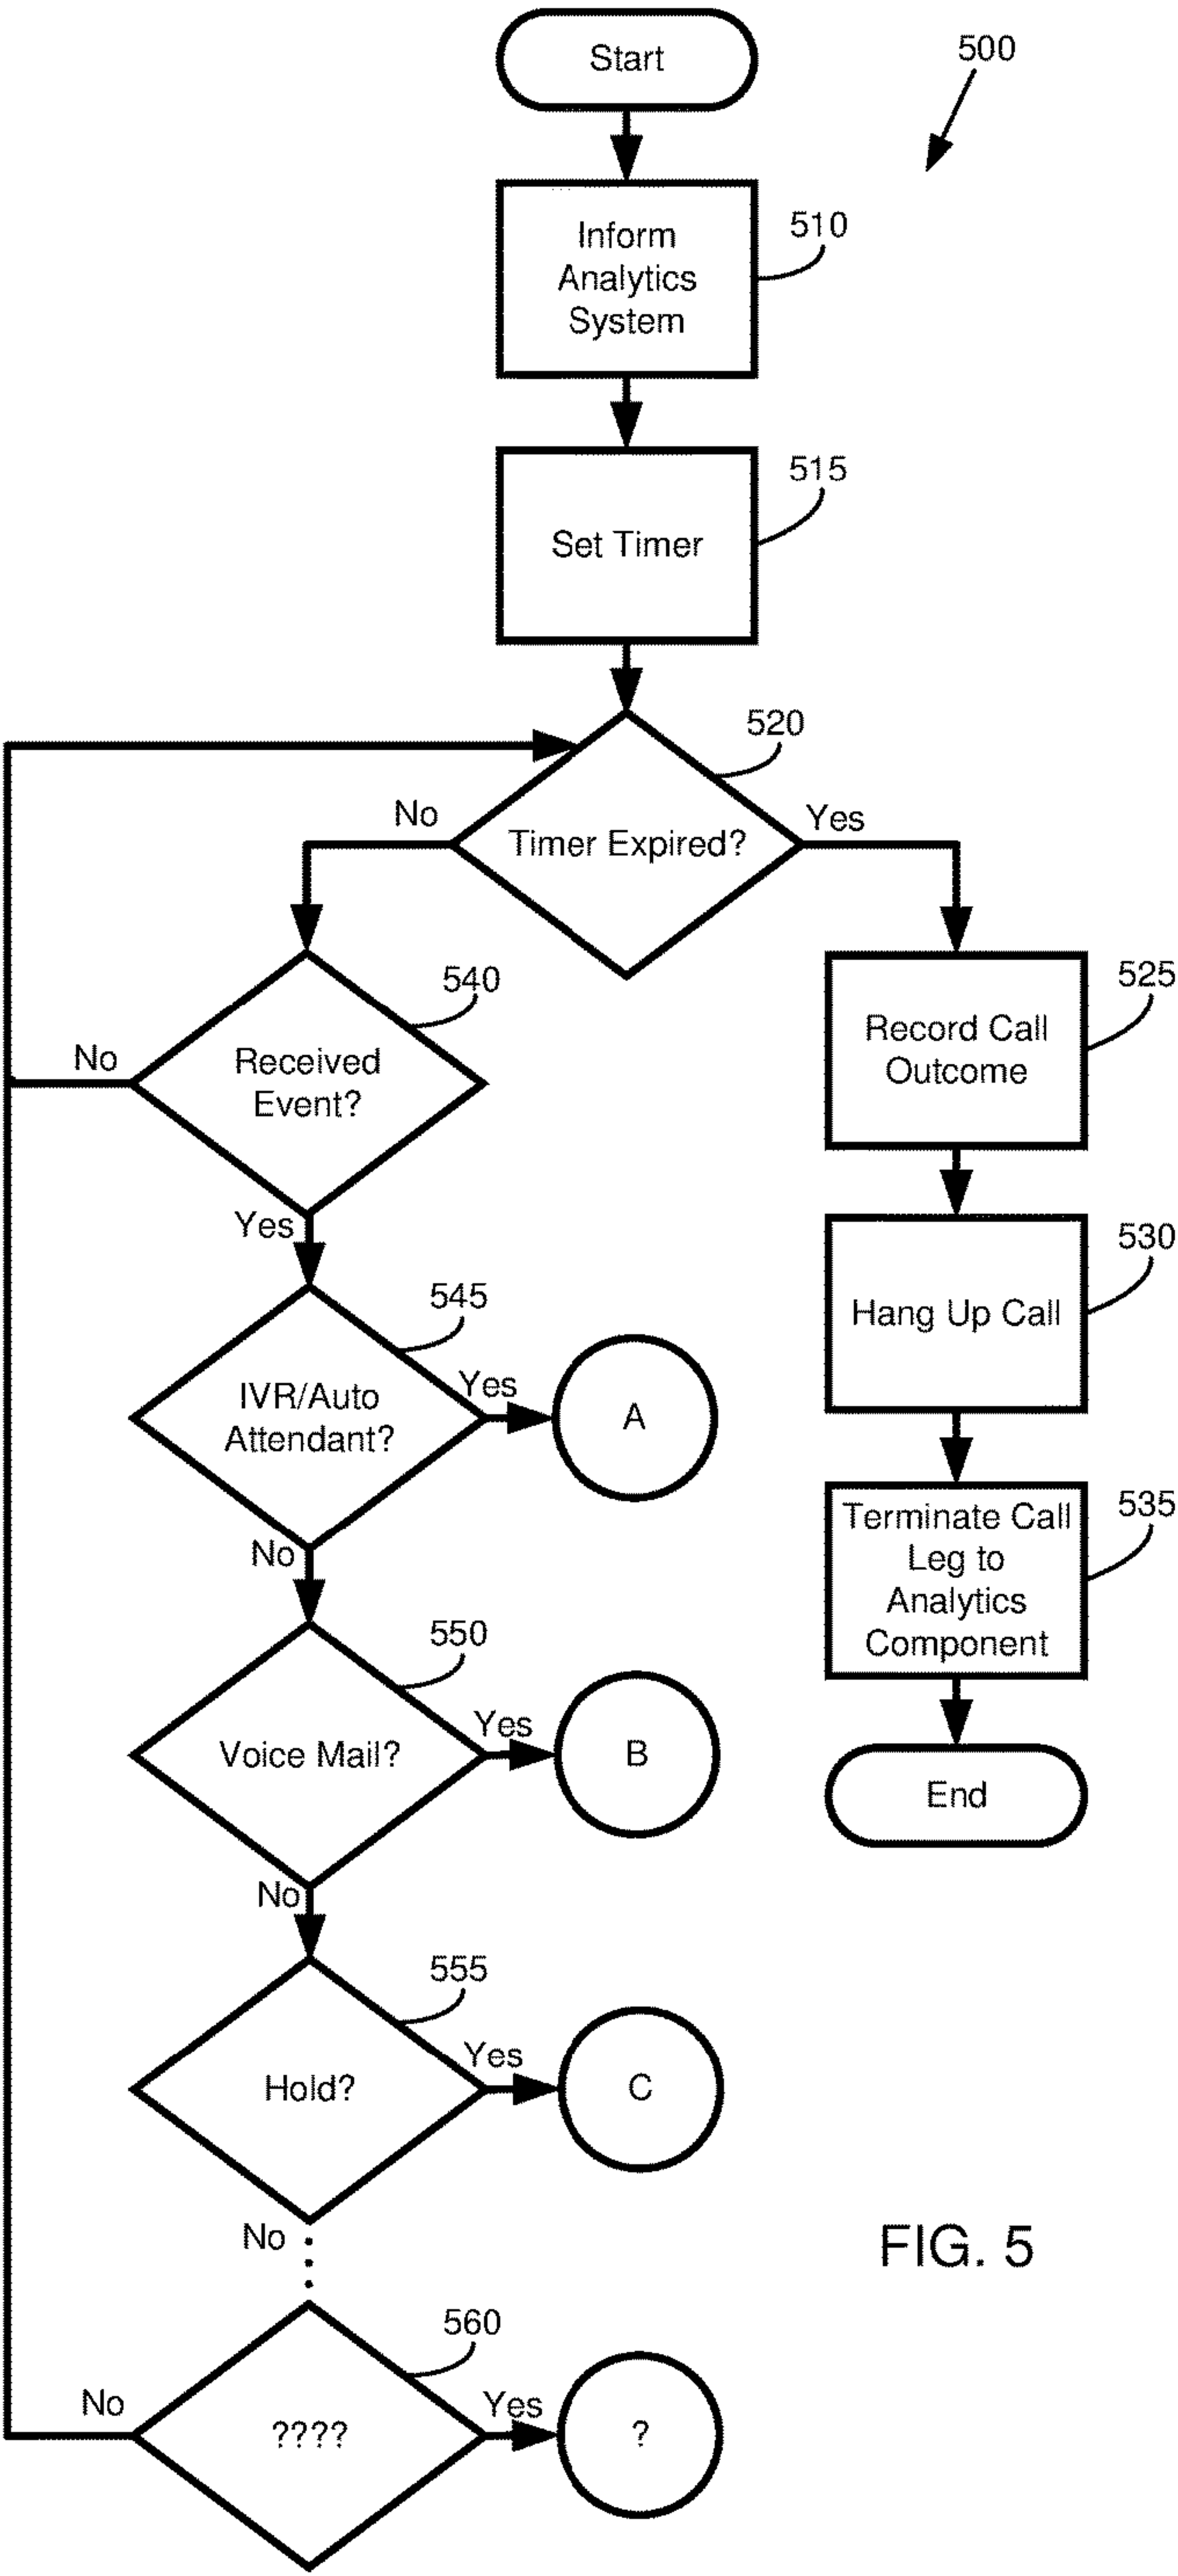 Start
500
Inform
Analytics
System
510
Set Timer
515
Timer Expired?
520
No
Yes
Received
Event?
540
No
Yes
Record Call
Outcome
525
Hang Up Call
530
Terminate Call
Leg to
Analytics
Component
535
End
IVR/Auto
Attendant?
545
Yes
A
No
Voice Mail?
550
Yes
B
No
Hold?
555
Yes
C
No
????
560
No
Yes
?
FIG. 5